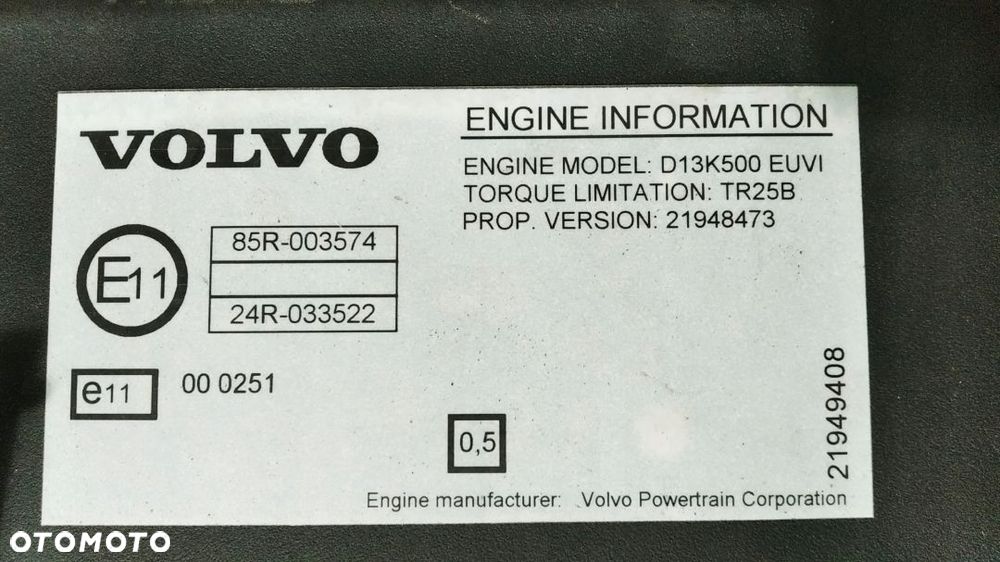 VOLVO
ENGINE INFORMATION
ENGINE MODEL: D13K500 EUVI
TORQUE LIMITATION: TR25B
PROP. VERSION: 21948473
E11
85R-003574
24R-033522
e11 00 0251
0,5
21949408
Engine manufacturer: Volvo Powertrain Corporation
OTOMOTO